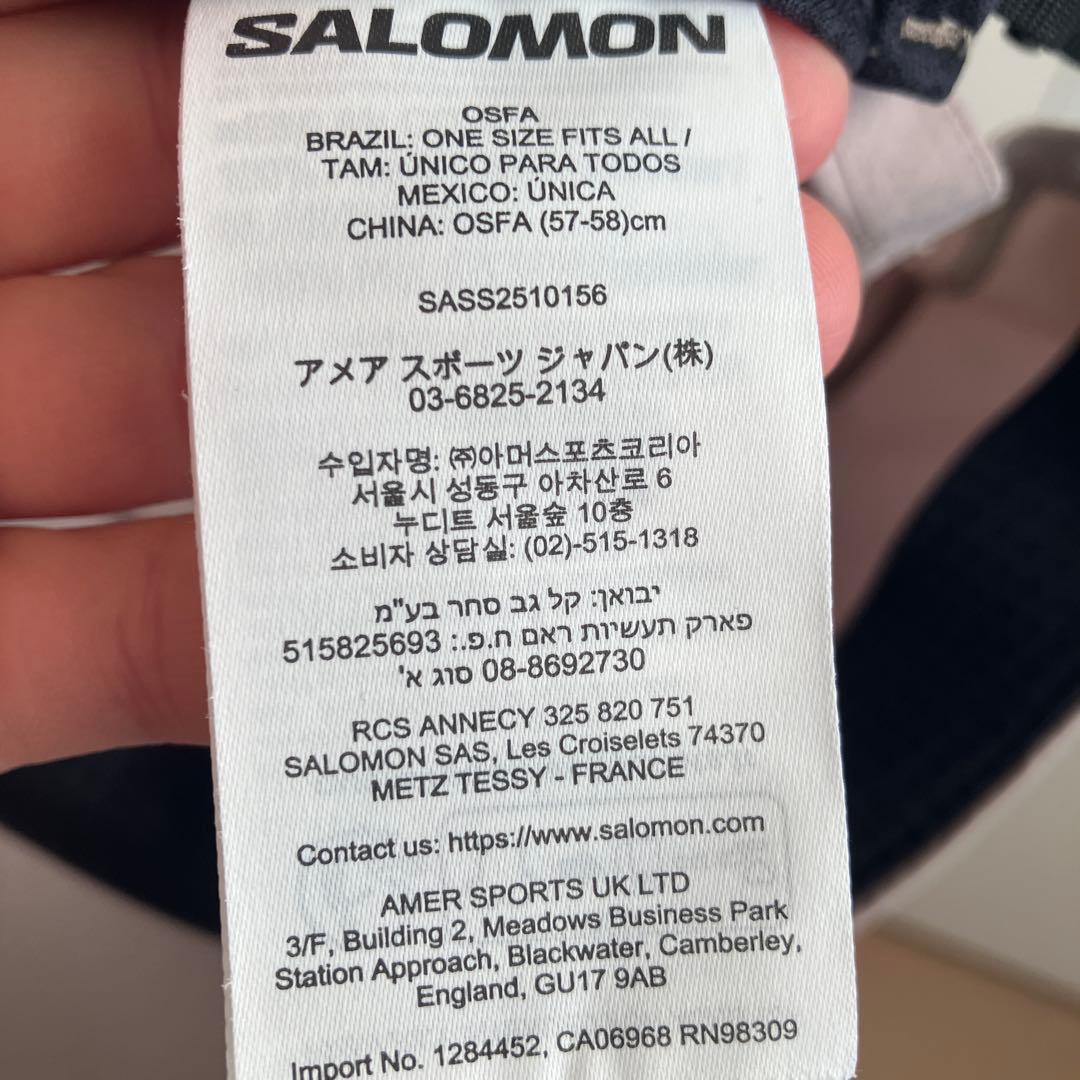 SALOMON
OSFA
BRAZIL: ONE SIZE FITS ALL /
TAM: ÚNICO PARA TODOS
MEXICO: ÚNICA
CHINA: OSFA (57-58)cm
SASS2510156
アメア スポーツ ジャパン(株)
03-6825-2134
수입자명: ㈜아머스포츠코리아
서울시 성동구 아차산로 6
누디트 서울숲 10층
소비자 상담실: (02)-515-1318
יבואן: קל גב סחר בע"מ
פארק תעשיות ראם ח.פ.: 515825693
08-8692730 סוג א'
RCS ANNECY 325 820 751
SALOMON SAS, Les Croiselets 74370
METZ TESSY - FRANCE
Contact us: https://www.salomon.com
AMER SPORTS UK LTD
3/F, Building 2, Meadows Business Park
Station Approach, Blackwater, Camberley,
England, GU17 9AB
Import No. 1284452, CA06968 RN98309